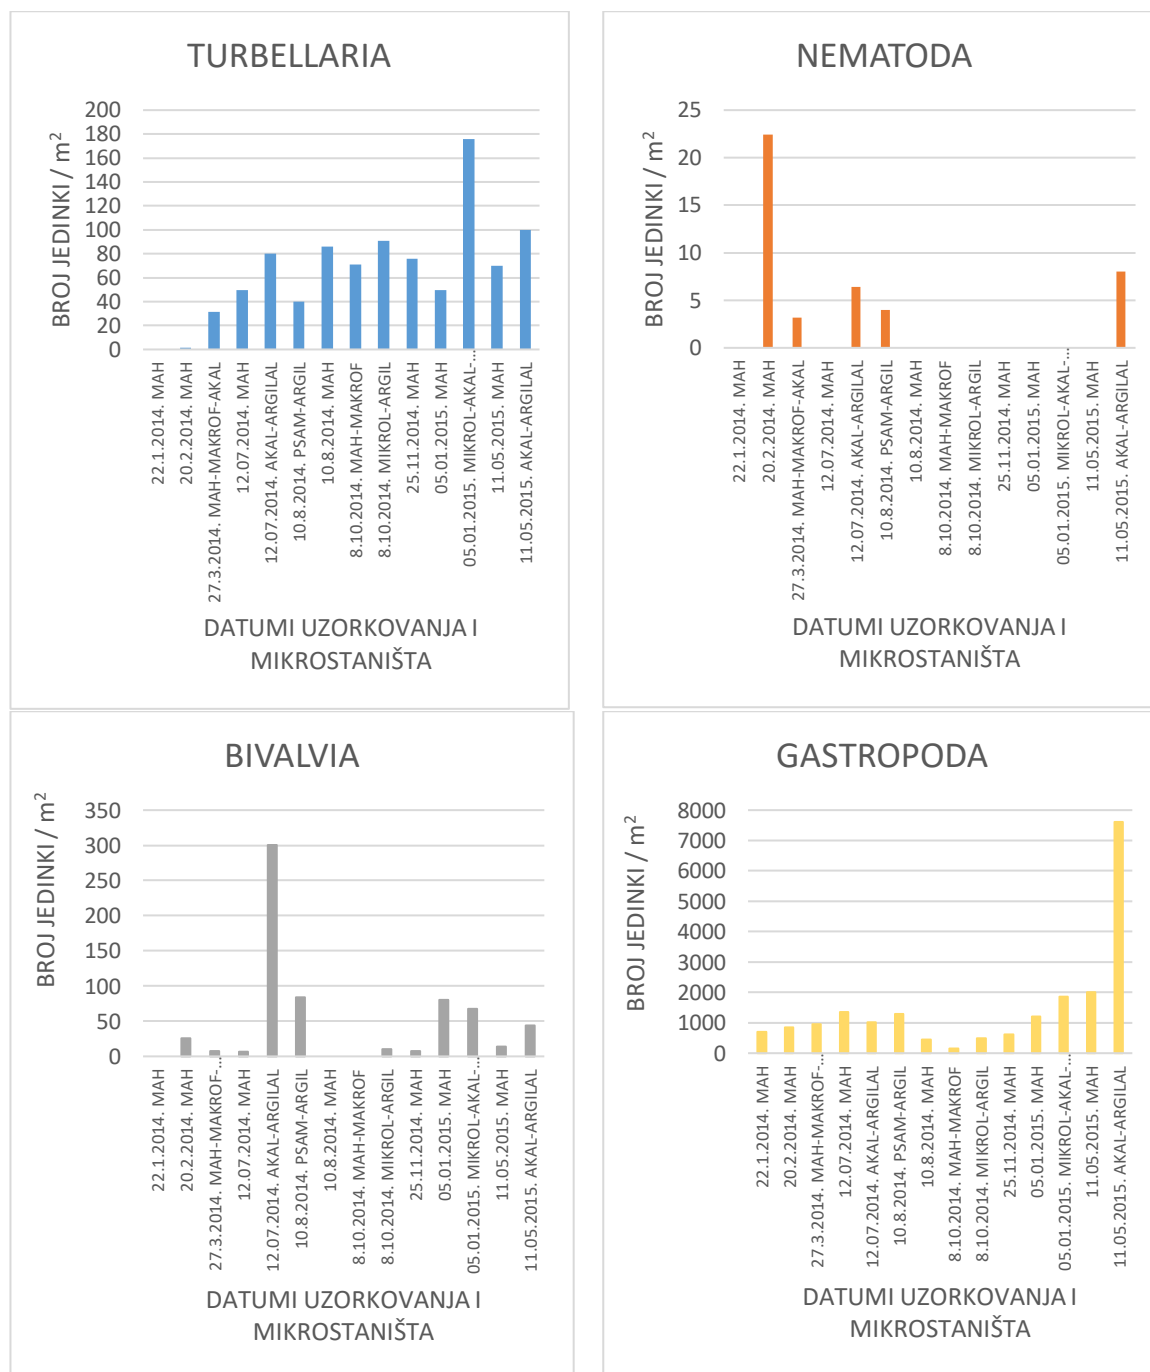 TURBELLARIA
BROJ JEDINKI / m²
200
180
160
140
120
100
80
60
40
20
0
22.1.2014. MAH
20.2.2014. MAH
27.3.2014. MAH-MAKROF-AKAL
12.07.2014. MAH
12.07.2014. AKAL-ARGILAL
10.8.2014. PSAM-ARGIL
10.8.2014. MAH
8.10.2014. MAH-MAKROF
8.10.2014. MIKROL-ARGIL
25.11.2014. MAH
05.01.2015. MAH
05.01.2015. MIKROL-AKAL-…
11.05.2015. MAH
11.05.2015. AKAL-ARGILAL
DATUMI UZORKOVANJA I
MIKROSTANIŠTA
NEMATODA
BROJ JEDINKI / m²
25
20
15
10
5
0
22.1.2014. MAH
20.2.2014. MAH
27.3.2014. MAH-MAKROF-AKAL
12.07.2014. MAH
12.07.2014. AKAL-ARGILAL
10.8.2014. PSAM-ARGIL
10.8.2014. MAH
8.10.2014. MAH-MAKROF
8.10.2014. MIKROL-ARGIL
25.11.2014. MAH
05.01.2015. MAH
05.01.2015. MIKROL-AKAL-…
11.05.2015. MAH
11.05.2015. AKAL-ARGILAL
DATUMI UZORKOVANJA I
MIKROSTANIŠTA
BIVALVIA
BROJ JEDINKI / m²
350
300
250
200
150
100
50
0
22.1.2014. MAH
20.2.2014. MAH
27.3.2014. MAH-MAKROF-…
12.07.2014. MAH
12.07.2014. AKAL-ARGILAL
10.8.2014. PSAM-ARGIL
10.8.2014. MAH
8.10.2014. MAH-MAKROF
8.10.2014. MIKROL-ARGIL
25.11.2014. MAH
05.01.2015. MAH
05.01.2015. MIKROL-AKAL-…
11.05.2015. MAH
11.05.2015. AKAL-ARGILAL
DATUMI UZORKOVANJA I
MIKROSTANIŠTA
GASTROPODA
BROJ JEDINKI / m²
8000
7000
6000
5000
4000
3000
2000
1000
0
22.1.2014. MAH
20.2.2014. MAH
27.3.2014. MAH-MAKROF-…
12.07.2014. MAH
12.07.2014. AKAL-ARGILAL
10.8.2014. PSAM-ARGIL
10.8.2014. MAH
8.10.2014. MAH-MAKROF
8.10.2014. MIKROL-ARGIL
25.11.2014. MAH
05.01.2015. MAH
05.01.2015. MIKROL-AKAL-…
11.05.2015. MAH
11.05.2015. AKAL-ARGILAL
DATUMI UZORKOVANJA I
MIKROSTANIŠTA